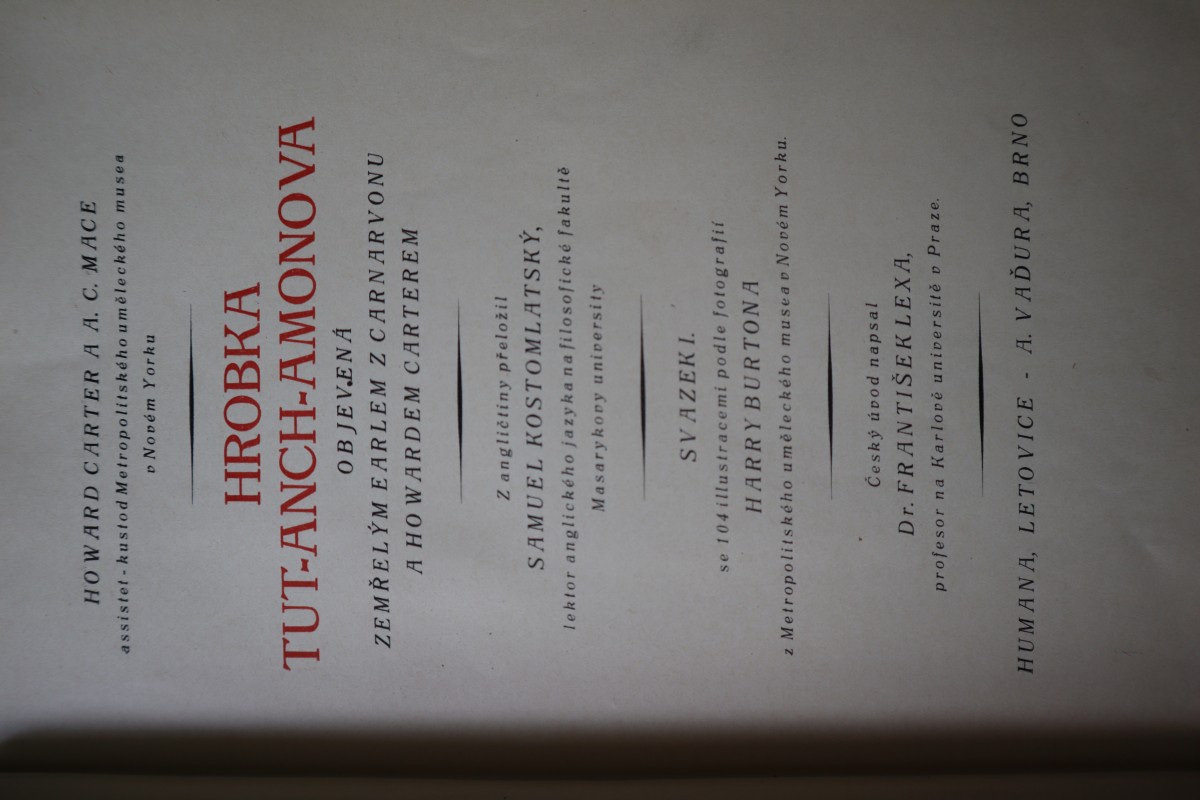 HOWARD CARTER A A. C. MACE
assistet-kustod Metropolitského uměleckého musea
v Novém Yorku
HROBKA
TUT-ANCH-AMONOVA
OBJEVENÁ
ZEMŘELÝM EARLEM Z CARNARVONU
A HOWARDEM CARTEREM
Z angličtiny přeložil
SAMUEL KOSTOMLATSKÝ,
lektor anglického jazyka na filosofické fakultě
Masarykovy university
SVAZEK I.
se 104 illustracemi podle fotografií
HARRY BURTONA
z Metropolitského uměleckého musea v Novém Yorku.
Český úvod napsal
Dr. FRANTIŠEK LEXA,
profesor na Karlově universitě v Praze.
HUMANA, LETOVICE - A. VAĎURA, BRNO